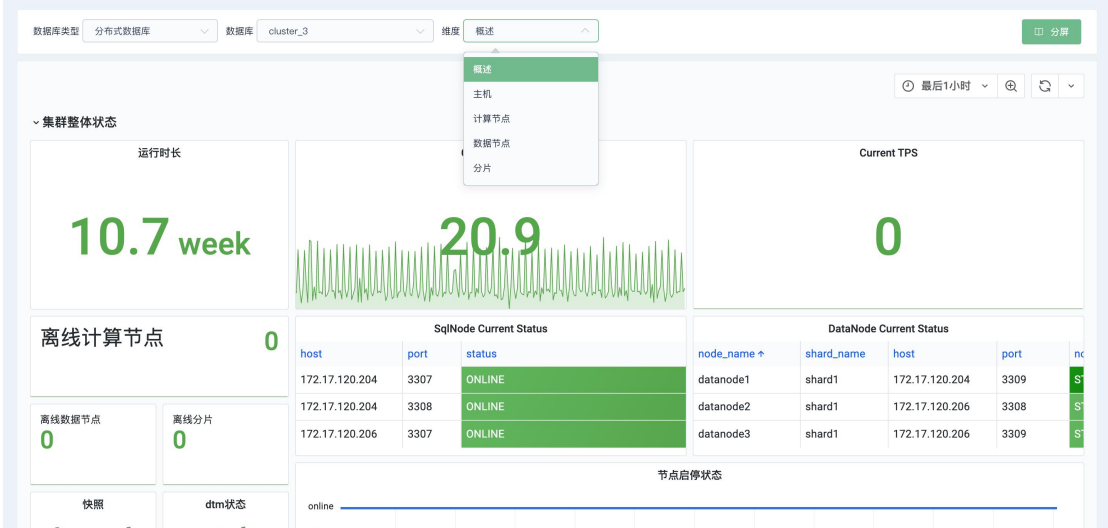 数据库类型 分布式数据库 数据库 cluster_3 维度 概述 分屏
概述
主机
计算节点
数据节点
分片
最后1小时
集群整体状态
运行时长
Current TPS
10.7 week
20.9
0
离线计算节点 0
离线数据节点
0
离线分片
0
快照
dtm状态
SqlNode Current Status
host port status
172.17.120.204 3307 ONLINE
172.17.120.204 3308 ONLINE
172.17.120.206 3307 ONLINE
DataNode Current Status
node_name shard_name host port
datanode1 shard1 172.17.120.204 3309
datanode2 shard1 172.17.120.206 3308
datanode3 shard1 172.17.120.206 3309
节点启停状态
online